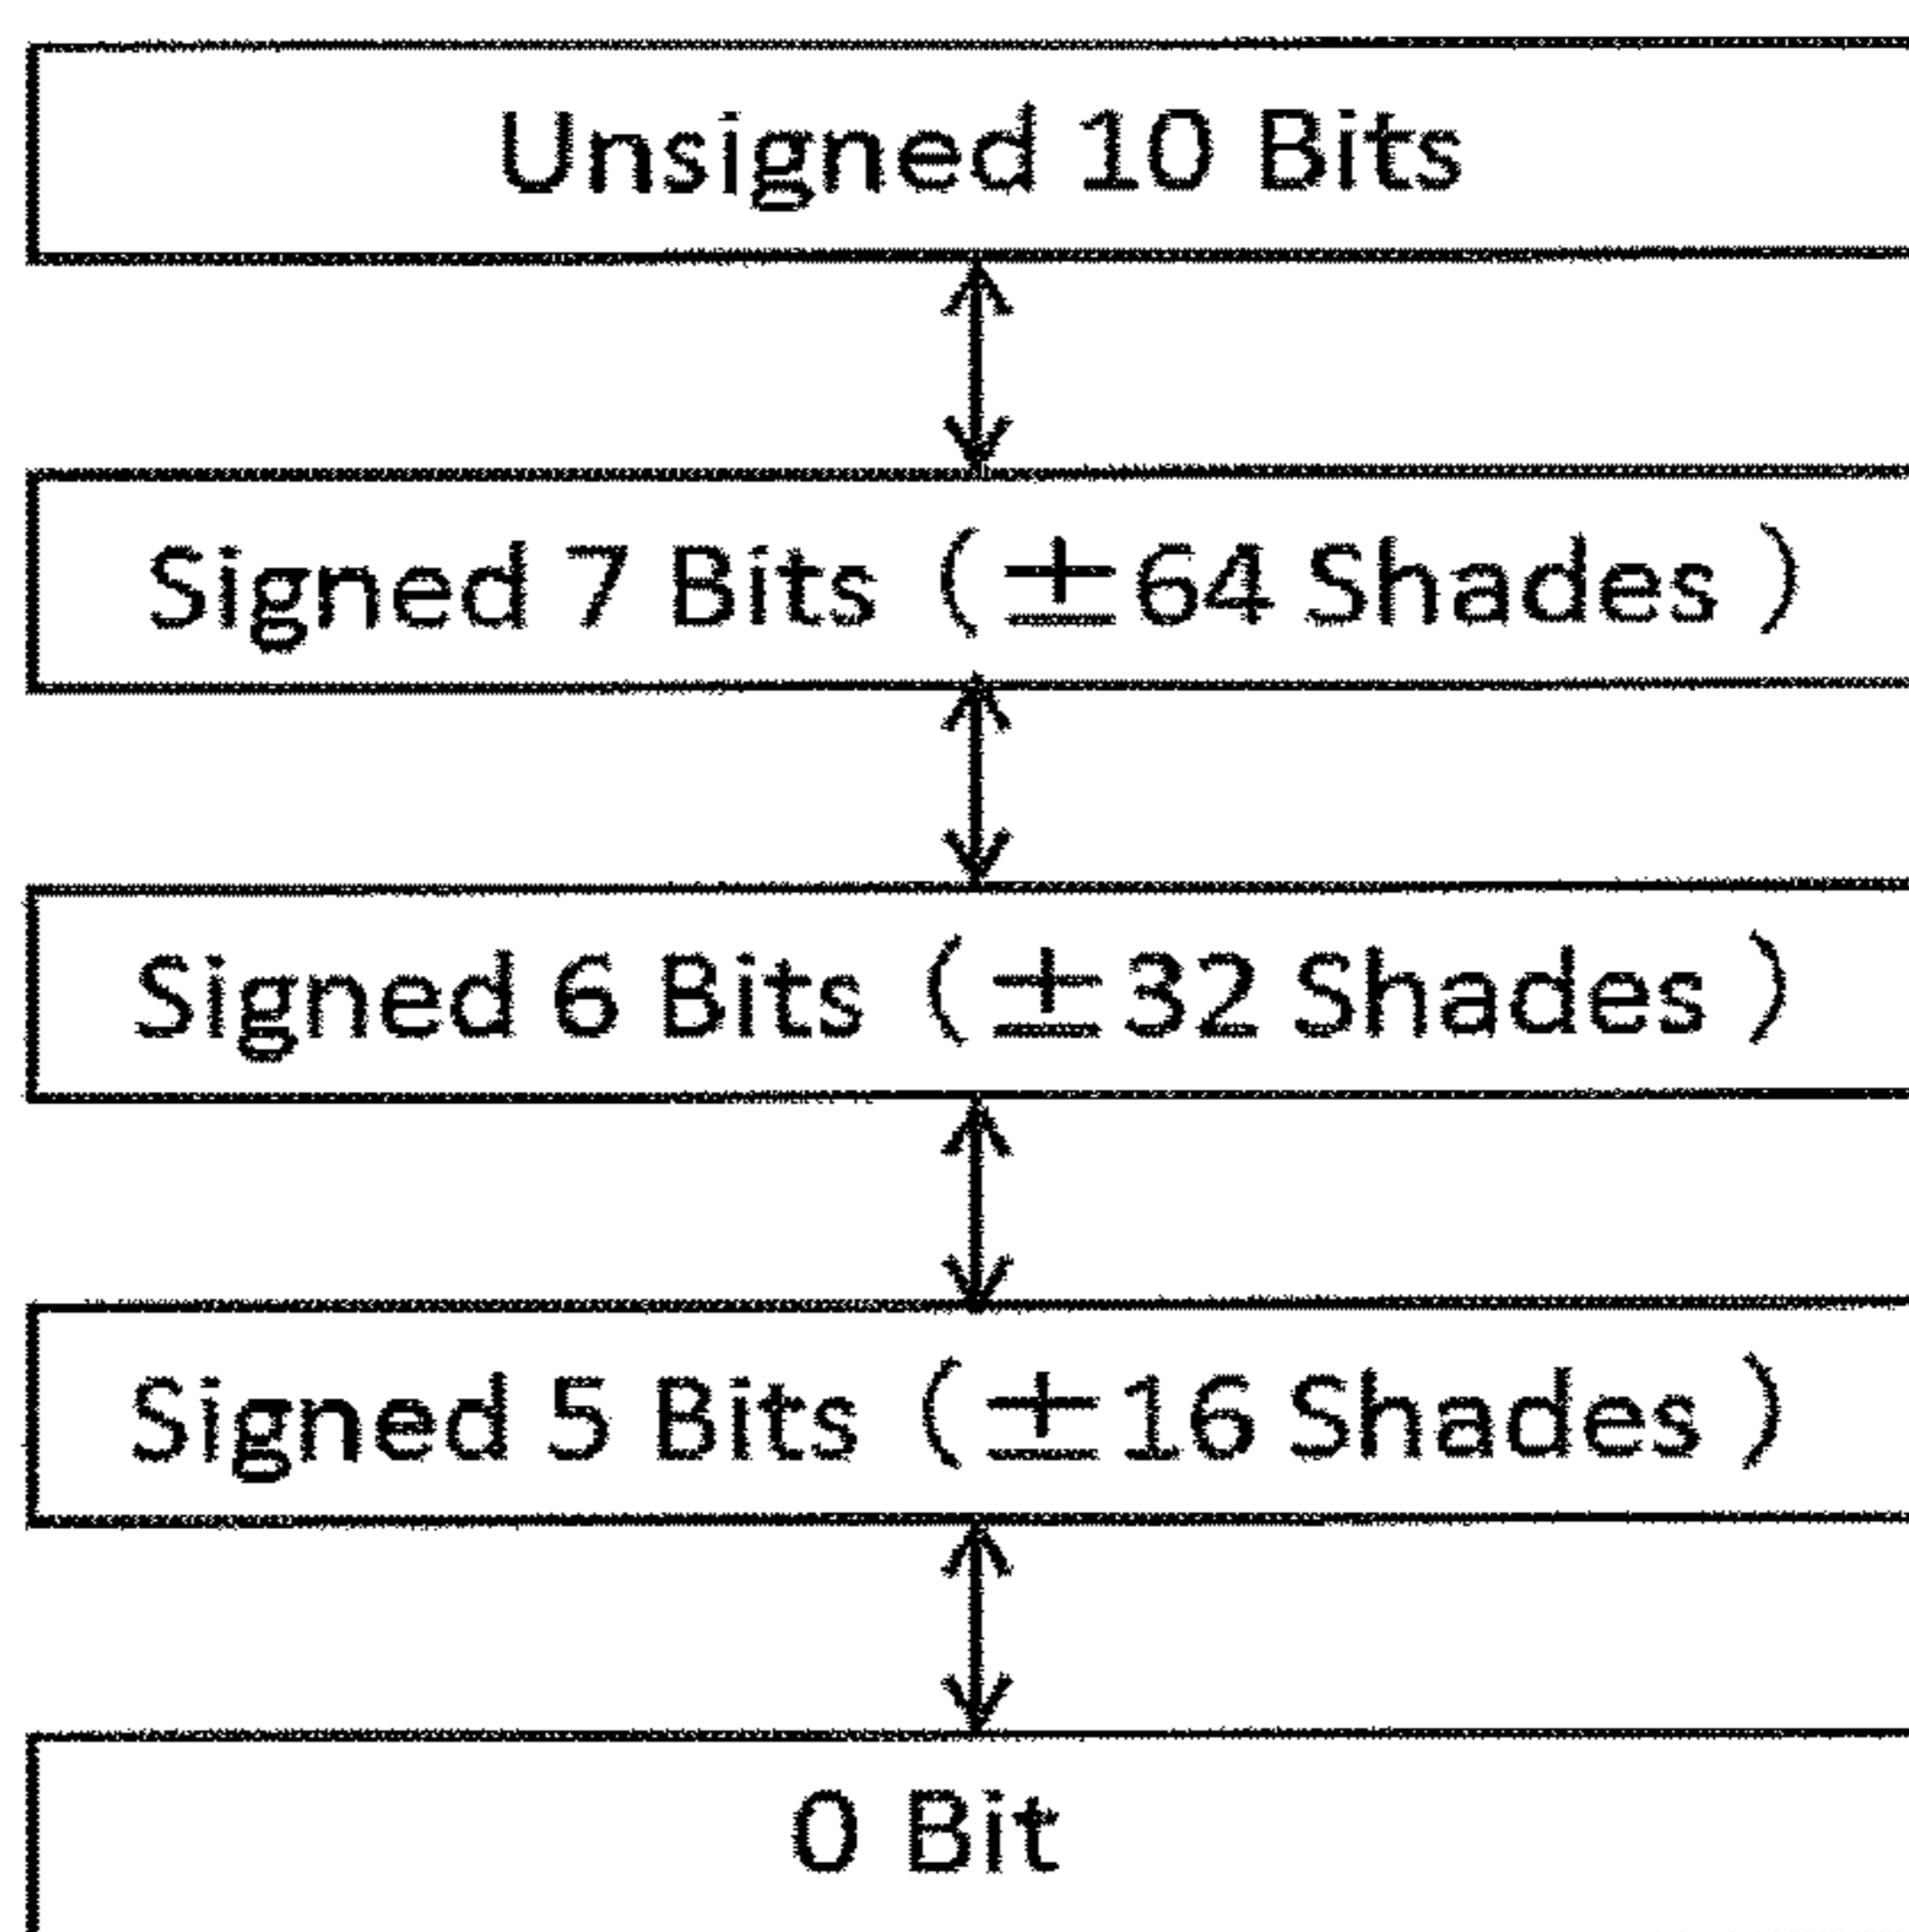 Unsigned 10 Bits
Signed 7 Bits (±64 Shades )
Signed 6 Bits (±32 Shades )
Signed 5 Bits (±16 Shades )
0 Bit